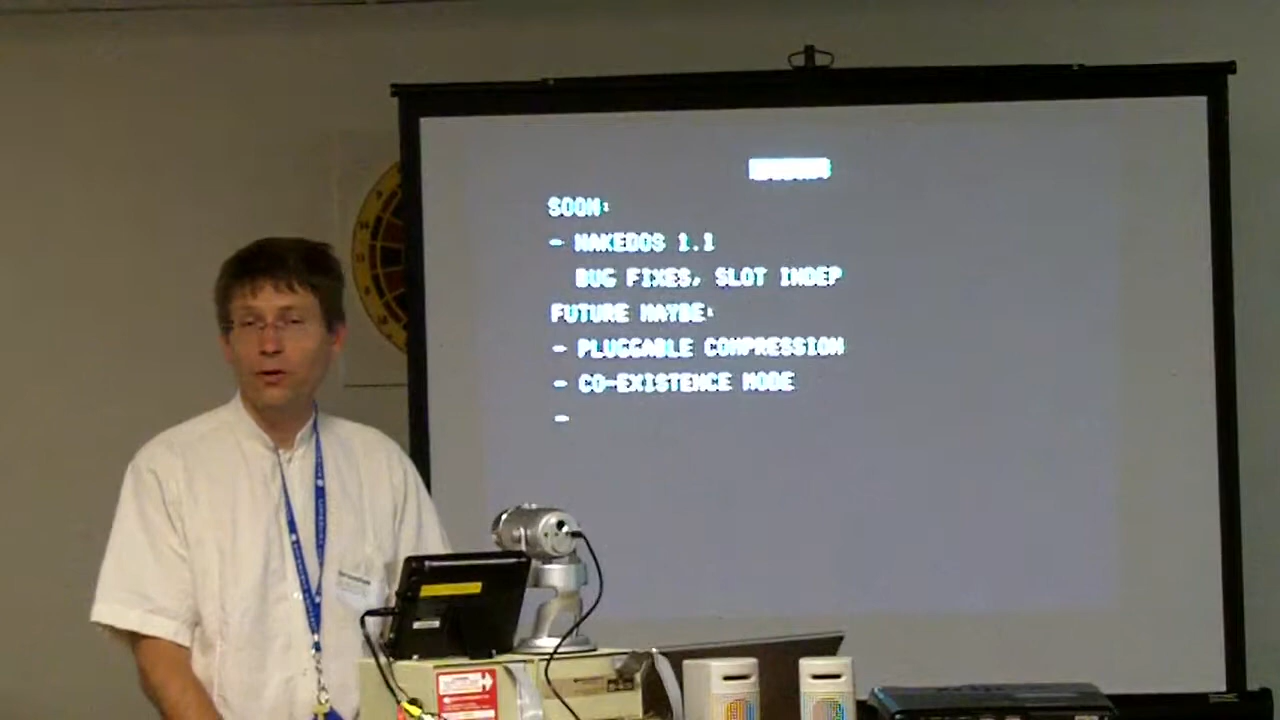 SOON:
- NAKEDOS 1.1
BUG FIXES, SLOT INDEP
FUTURE MAYBE:
- PLUGGABLE COMPRESSION
- CO-EXISTENCE MODE
-